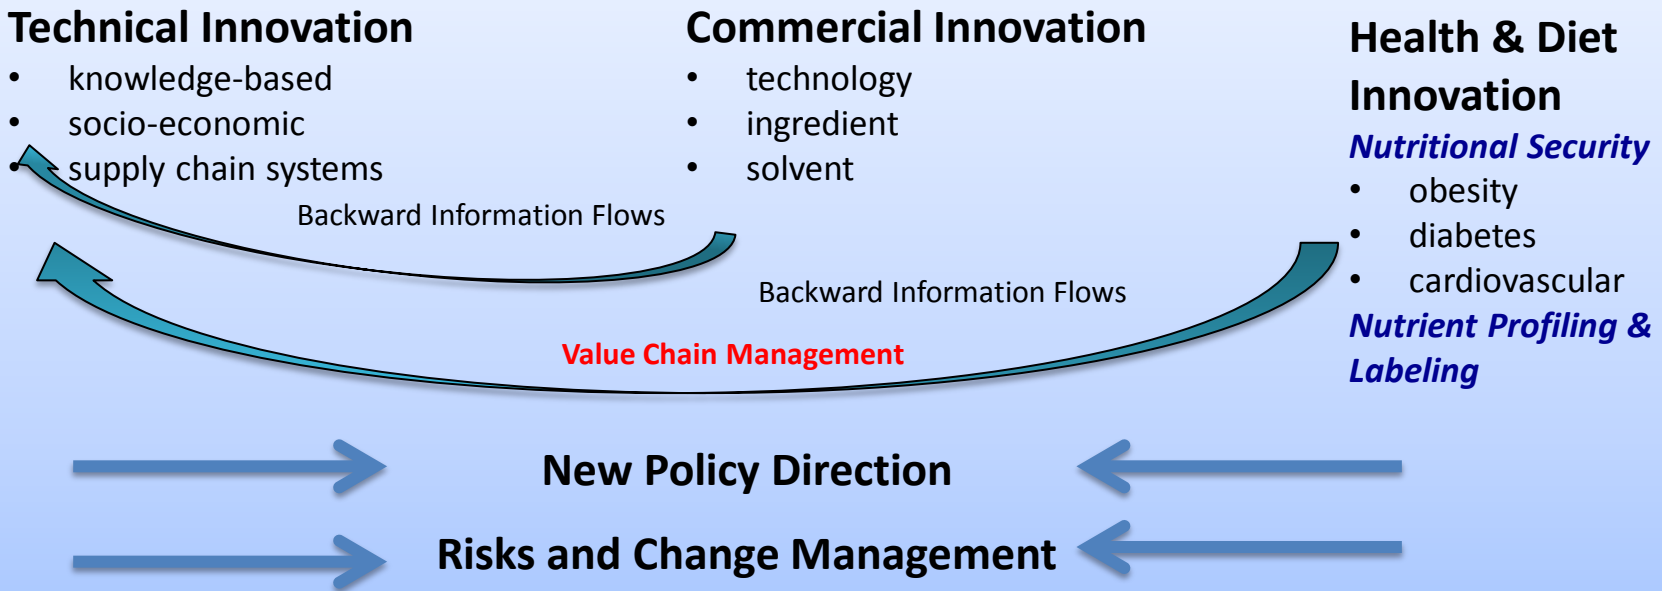 Technical Innovation
• knowledge-based
• socio-economic
• supply chain systems
Commercial Innovation
• technology
• ingredient
• solvent
Health & Diet
Innovation
Nutritional Security
• obesity
• diabetes
• cardiovascular
Nutrient Profiling &
Labeling
Backward Information Flows
Backward Information Flows
Value Chain Management
New Policy Direction
Risks and Change Management